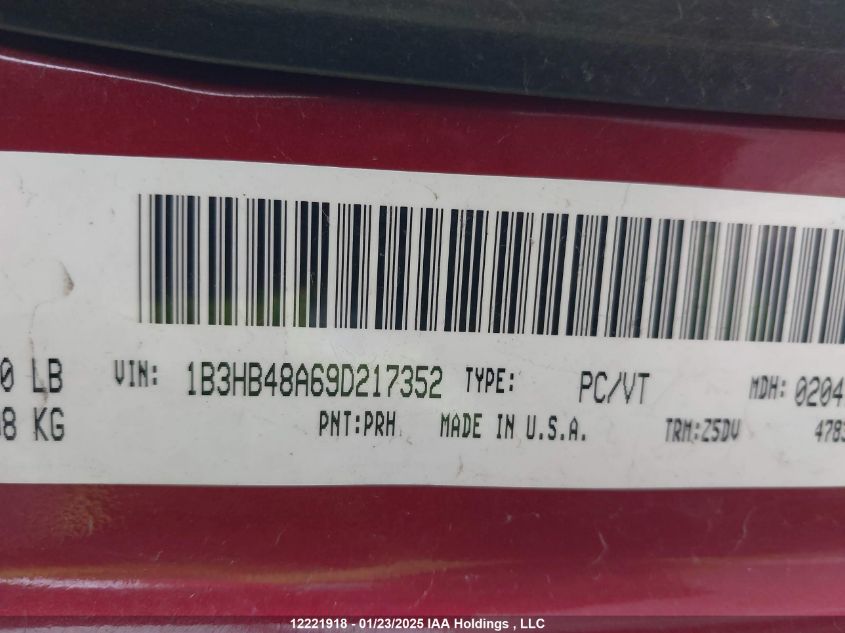 0 LB VIN: 1B3HB48A69D217352 TYPE: PC/VT MDH: 0204
8 KG PNT:PRH MADE IN U.S.A. TRM:Z5DV 4783
12221918 - 01/23/2025 IAA Holdings , LLC